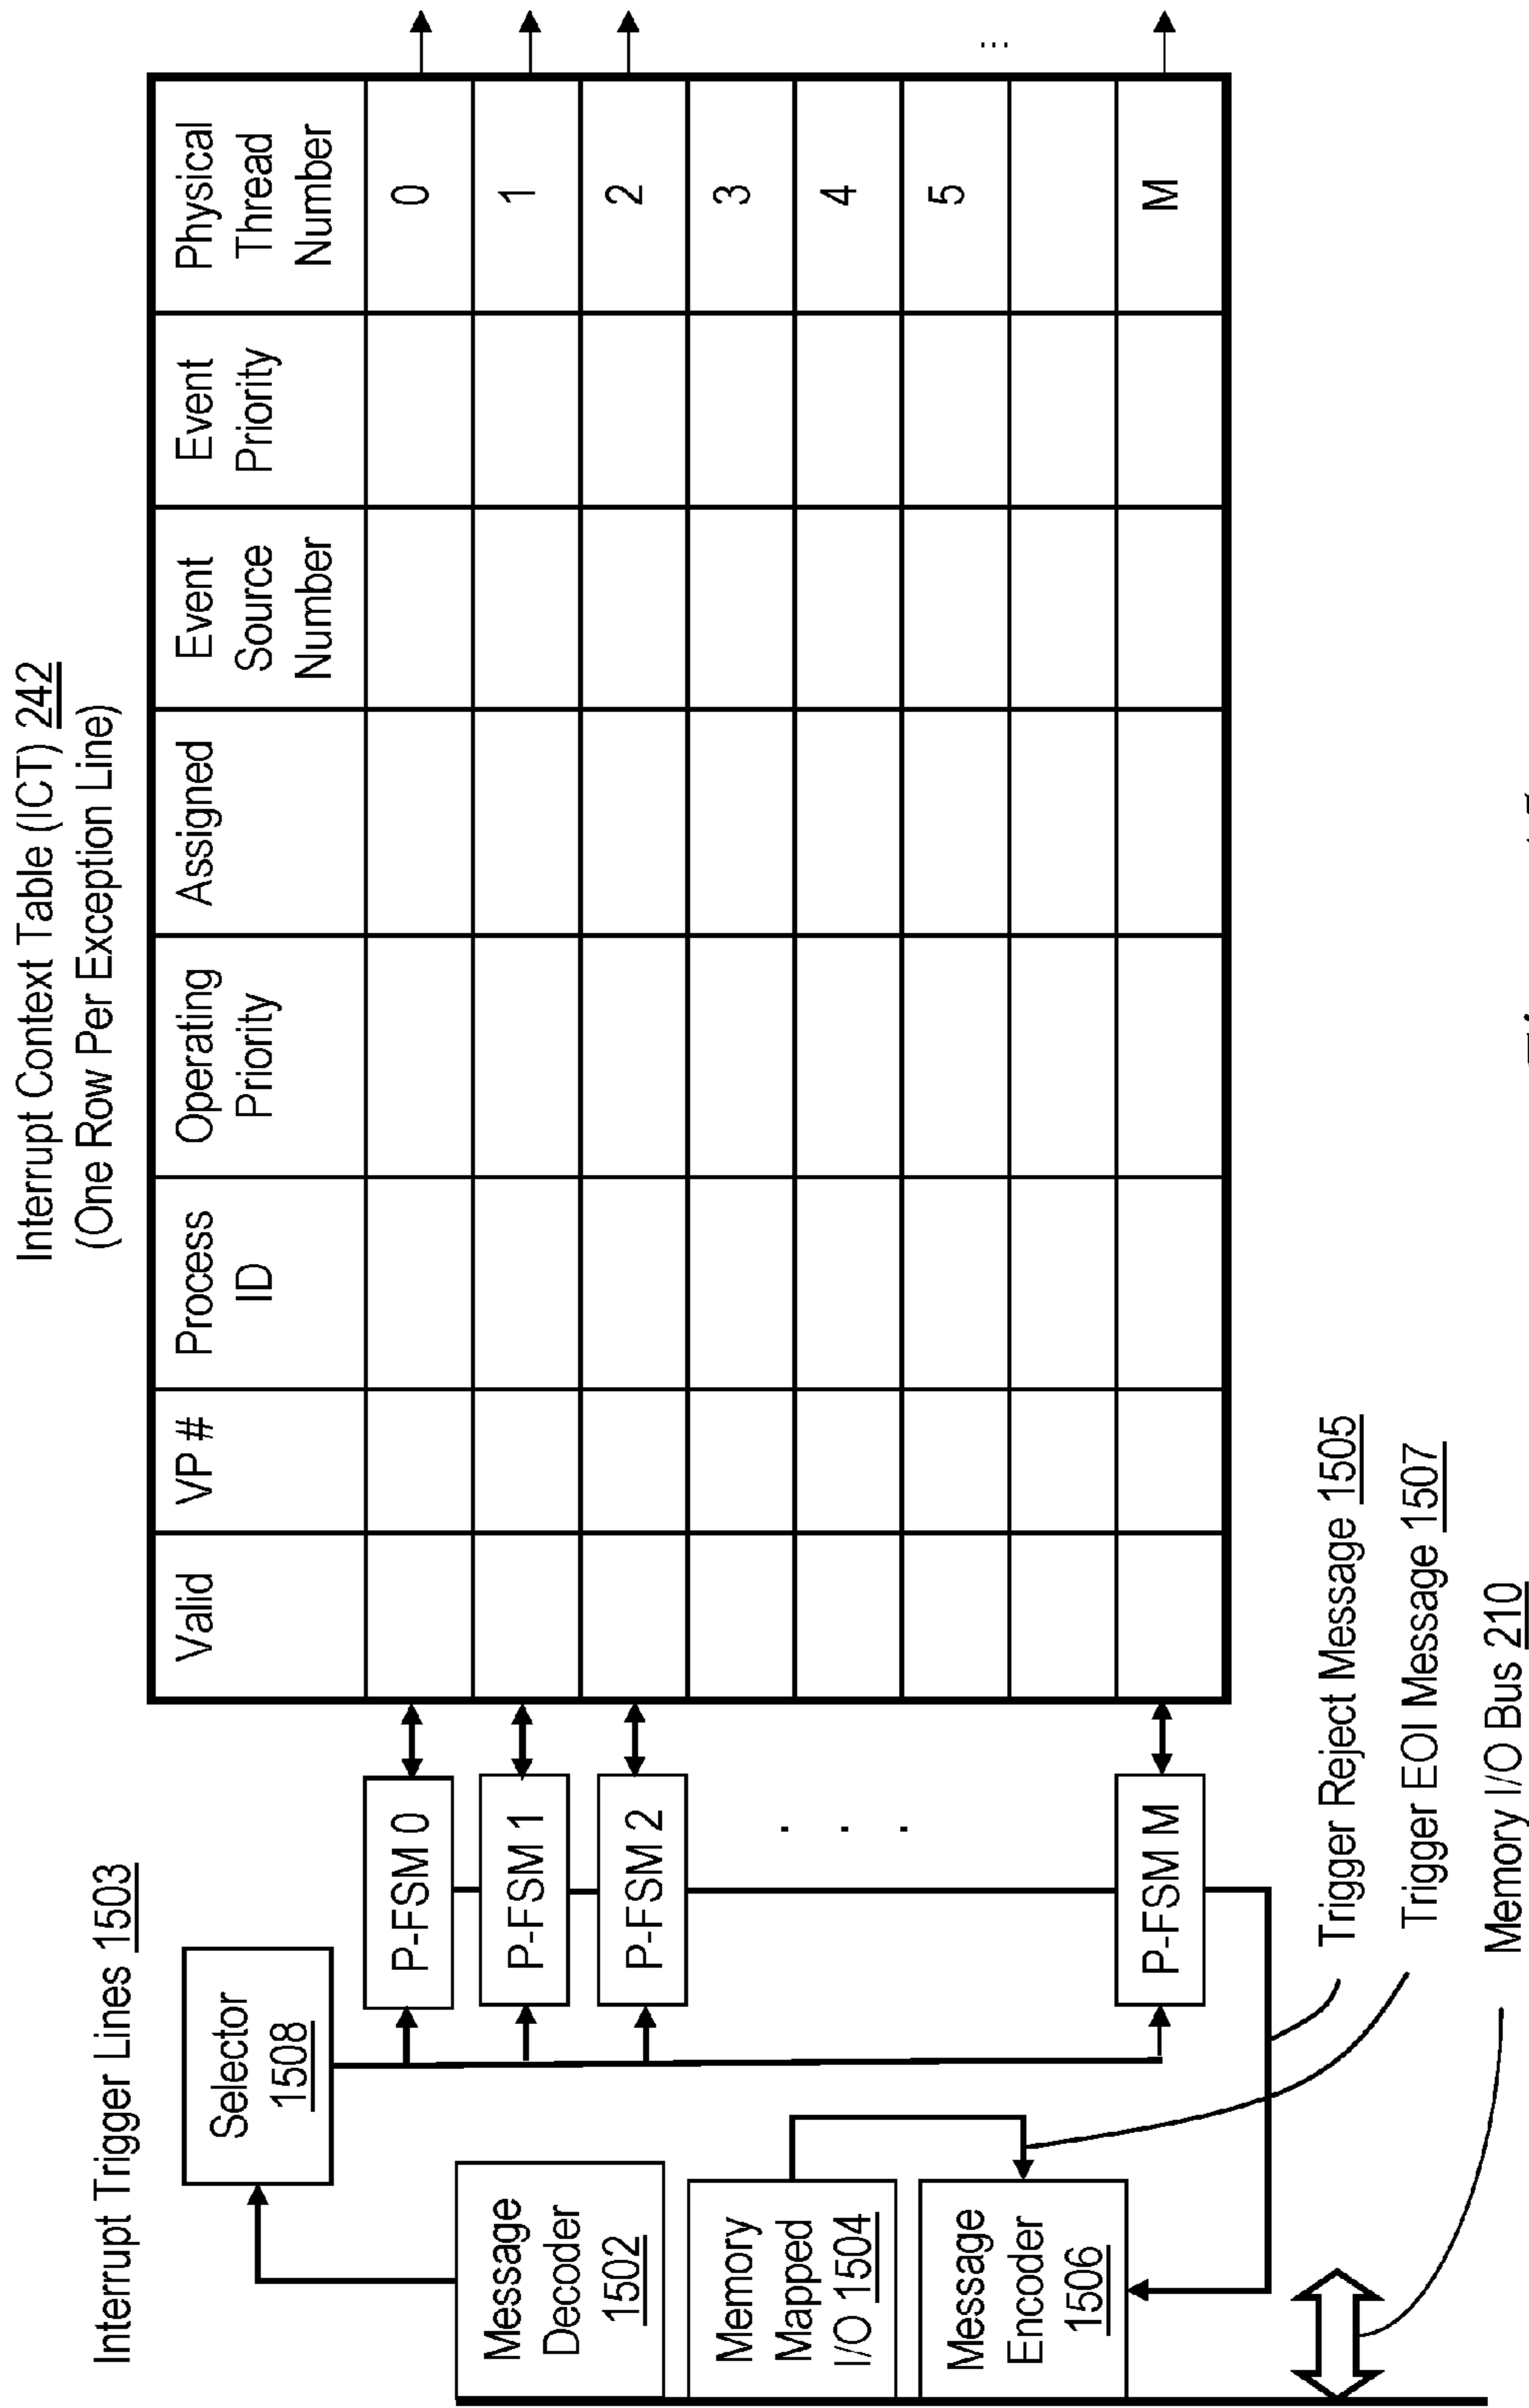 Interrupt Context Table (ICT) 242
(One Row Per Exception Line)
Interrupt Trigger Lines 1503
Selector
1508
Message
Decoder
1502
Memory
Mapped
I/O 1504
Message
Encoder
1506
P-FSM 0
P-FSM 1
P-FSM 2
. . .
P-FSM M
Valid
VP #
Process
ID
Operating
Priority
Assigned
Event
Source
Number
Event
Priority
Physical
Thread
Number
0
1
2
3
4
5
M
...
Trigger Reject Message 1505
Trigger EOI Message 1507
Memory I/O Bus 210